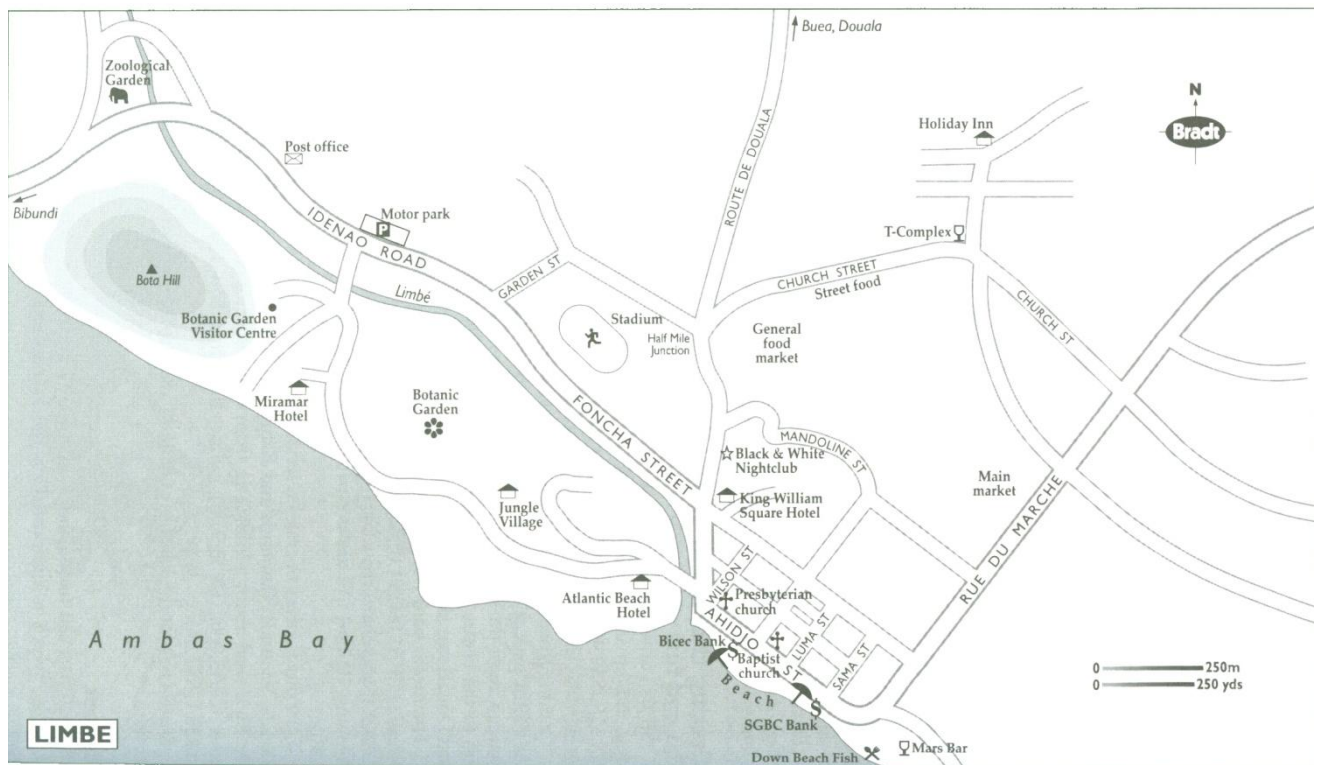 Buea, Douala
Zoological
Garden
N
Bradt
Holiday Inn
Post office
ROUTE DE DOUALA
Bibundi
Motor park
P
IDENAO ROAD
T-Complex
GARDEN ST
CHURCH STREET
Street food
Bota Hill
Limbé
CHURCH ST
Botanic Garden
Visitor Centre
Stadium
Half Mile
Junction
General
food
market
Miramar
Hotel
Botanic
Garden
FONCHA STREET
MANDOLINE ST
Black & White
Nightclub
Main
market
King William
Square Hotel
Jungle
Village
RUE DU MARCHE
WILSON ST
Atlantic Beach
Hotel
Presbyterian
church
AHIDJO ST
LUMA ST
SAMA ST
Ambas Bay
Bicec Bank
$
Baptist
church
Beach
0 250m
0 250 yds
$
SGBC Bank
LIMBE
Down Beach Fish
Mars Bar